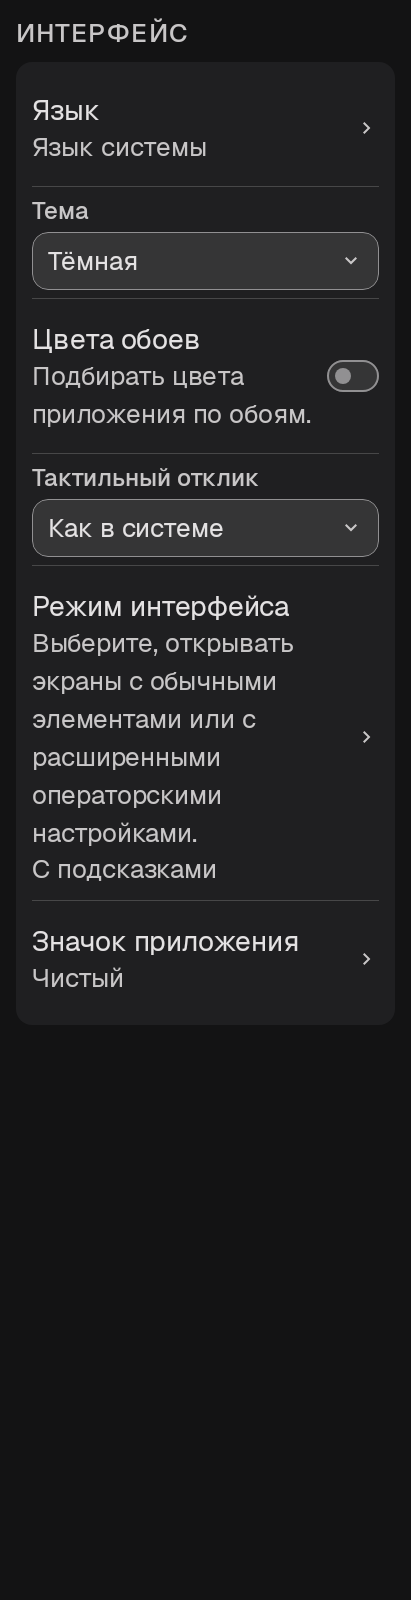 ИНТЕРФЕЙС
Язык
Язык системы
Тема
Тёмная
Цвета обоев
Подбирать цвета
приложения по обоям.
Тактильный отклик
Как в системе
Режим интерфейса
Выберите, открывать
экраны с обычными
элементами или с
расширенными
операторскими
настройками.
С подсказками
Значок приложения
Чистый